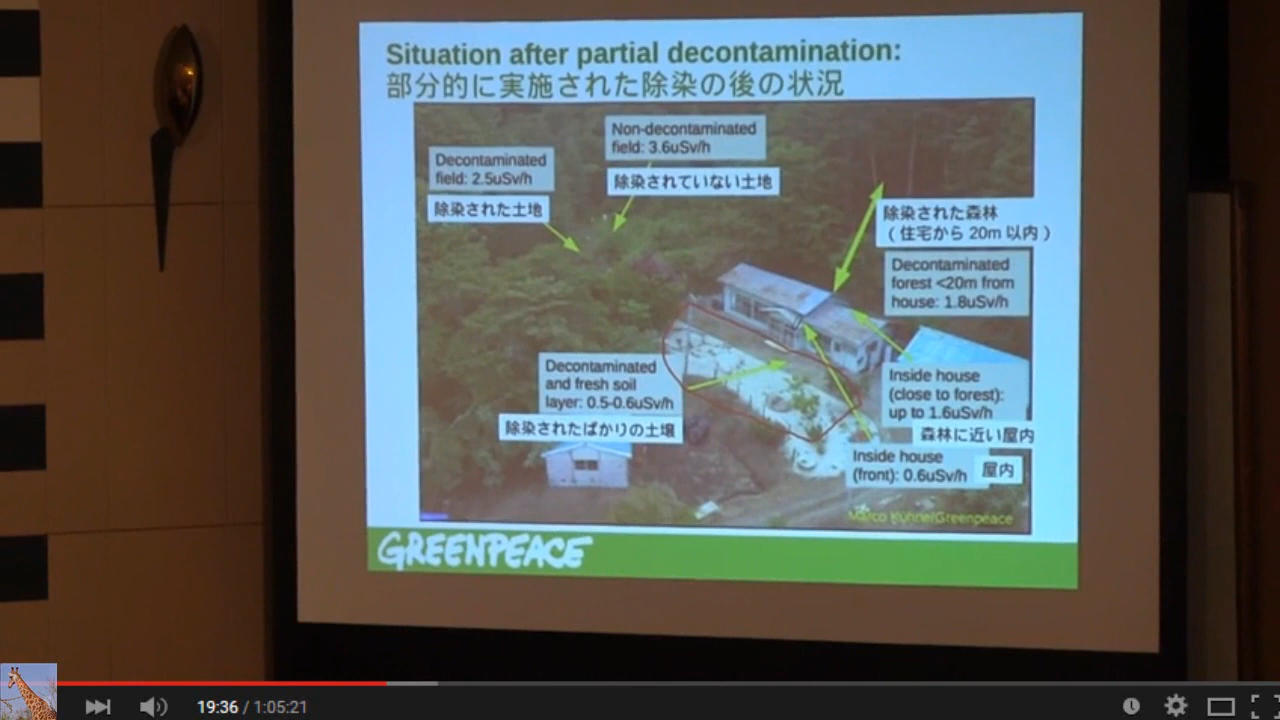 Situation after partial decontamination:
部分的に実施された除染の後の状況
Non-decontaminated
field: 3.6uSv/h
除染されていない土地
Decontaminated
field: 2.5uSv/h
除染された土地
除染された森林
（住宅から 20m 以内）
Decontaminated
forest <20m from
house: 1.8uSv/h
Decontaminated
and fresh soil
layer: 0.5-0.6uSv/h
除染されたばかりの土壌
Inside house
(close to forest):
up to 1.6uSv/h
森林に近い屋内
Inside house
(front): 0.6uSv/h
屋内
Marco Kühne/Greenpeace
GREENPEACE
19:36 / 1:05:21